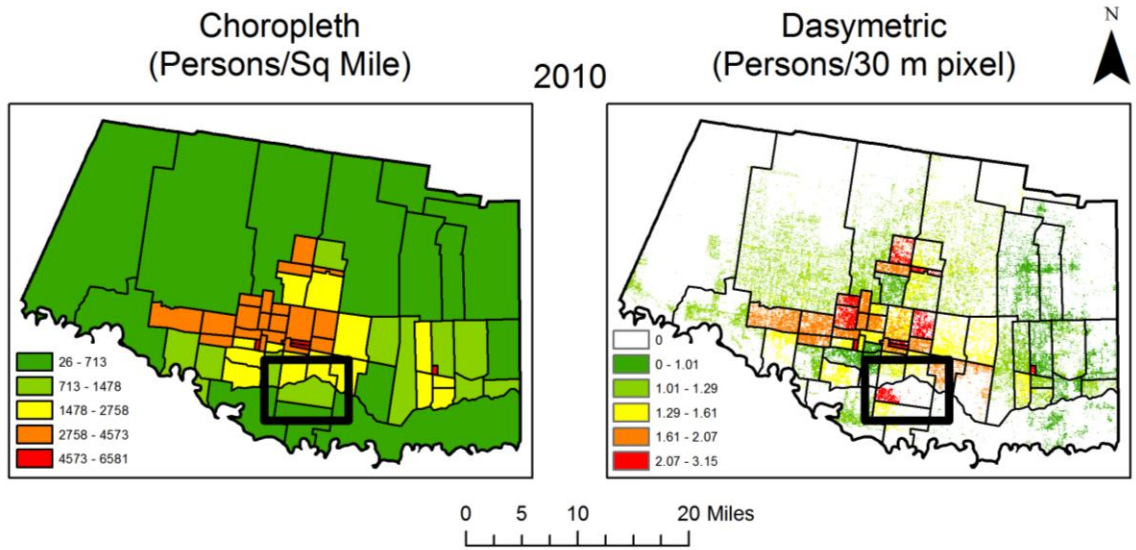 Choropleth
(Persons/Sq Mile)
2010
Dasymetric
(Persons/30 m pixel)
N
26 - 713
713 - 1478
1478 - 2758
2758 - 4573
4573 - 6581
0
0 - 1.01
1.01 - 1.29
1.29 - 1.61
1.61 - 2.07
2.07 - 3.15
0 5 10 20 Miles